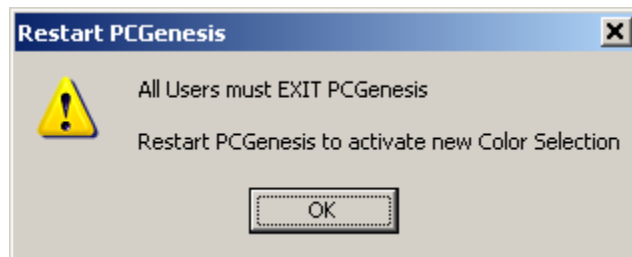 Restart PCGenesis
All Users must EXIT PCGenesis
Restart PCGenesis to activate new Color Selection
OK